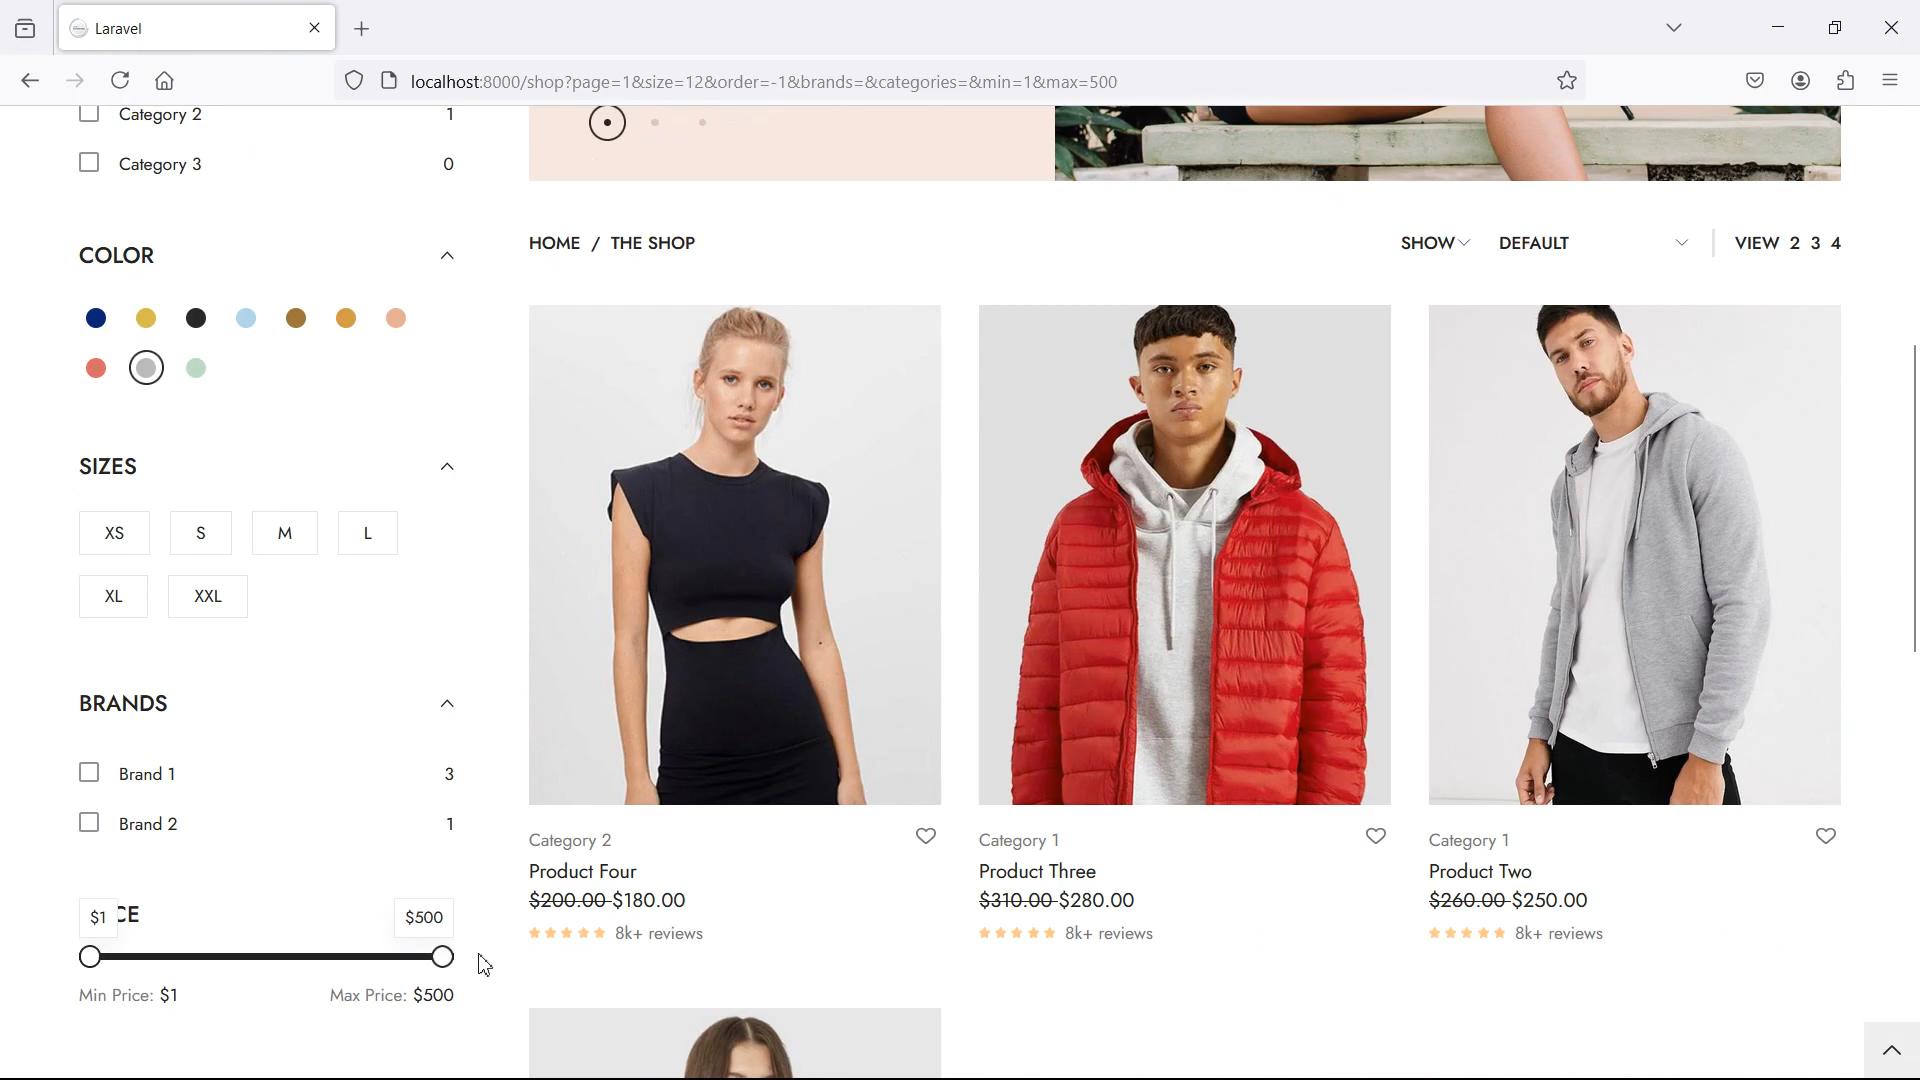 Laravel
localhost:8000/shop?page=1&size=12&order=-1&brands=&categories=&min=1&max=500
Category 2 1
Category 3 0
COLOR
SIZES
XS S M L
XL XXL
BRANDS
Brand 1 3
Brand 2 1
$1 CE $500
Min Price: $1 Max Price: $500
HOME / THE SHOP
SHOW DEFAULT VIEW 2 3 4
Category 2
Product Four
$200.00 $180.00
8k+ reviews
Category 1
Product Three
$310.00 $280.00
8k+ reviews
Category 1
Product Two
$260.00 $250.00
8k+ reviews